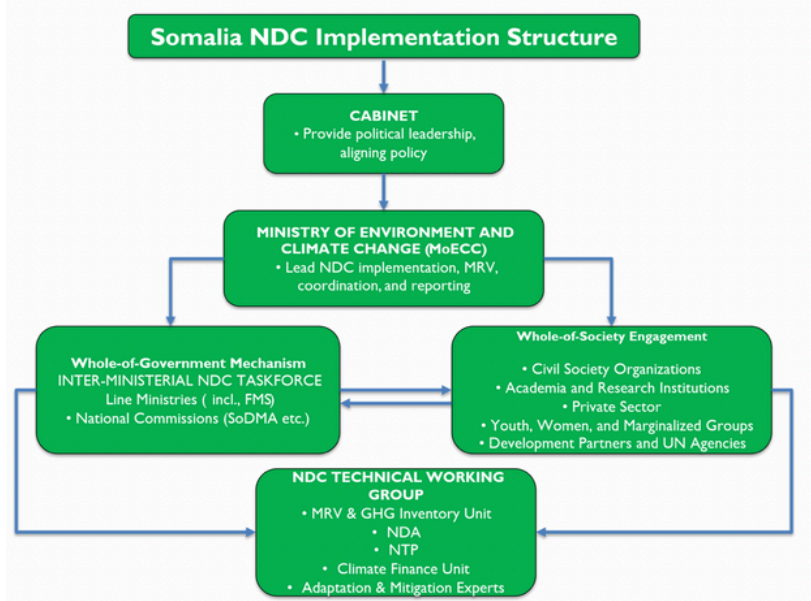 Somalia NDC Implementation Structure
CABINET
• Provide political leadership,
aligning policy
MINISTRY OF ENVIRONMENT AND
CLIMATE CHANGE (MoECC)
• Lead NDC implementation, MRV,
coordination, and reporting
Whole-of-Government Mechanism
INTER-MINISTERIAL NDC TASKFORCE
Line Ministries ( incl., FMS)
• National Commissions (SoDMA etc.)
Whole-of-Society Engagement
• Civil Society Organizations
• Academia and Research Institutions
• Private Sector
• Youth, Women, and Marginalized Groups
• Development Partners and UN Agencies
NDC TECHNICAL WORKING
GROUP
• MRV & GHG Inventory Unit
• NDA
• NTP
• Climate Finance Unit
• Adaptation & Mitigation Experts